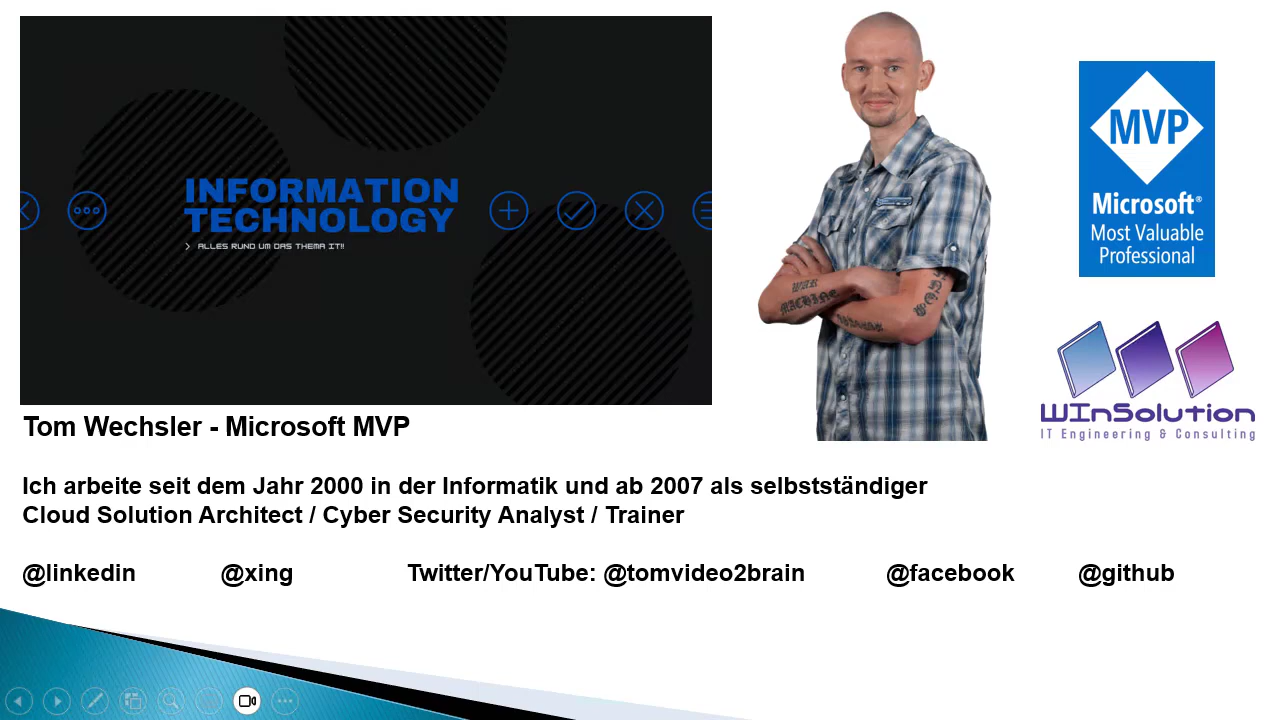 INFORMATION
TECHNOLOGY
> ALLES RUND UM DAS THEMA IT!!
MVP
Microsoft®
Most Valuable
Professional
WAR
MACHINE
WInSolution
IT Engineering & Consulting
Tom Wechsler - Microsoft MVP
Ich arbeite seit dem Jahr 2000 in der Informatik und ab 2007 als selbstständiger
Cloud Solution Architect / Cyber Security Analyst / Trainer
@linkedin @xing Twitter/YouTube: @tomvideo2brain @facebook @github